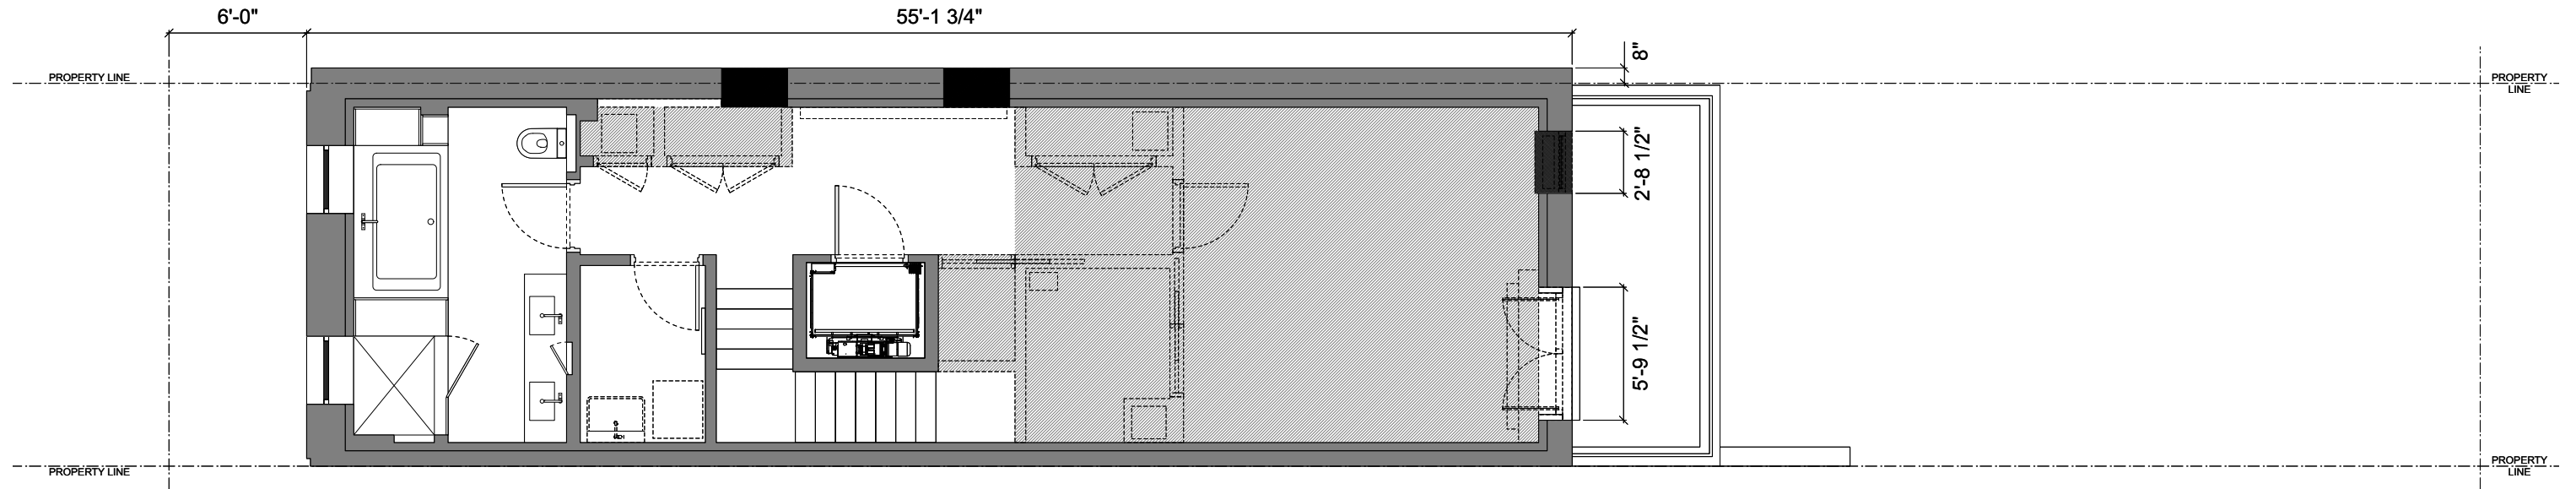 6'-0"
55'-1 3/4"
8"
PROPERTY LINE
PROPERTY
LINE
2'-8 1/2"
5'-9 1/2"
PROPERTY LINE
PROPERTY
LINE